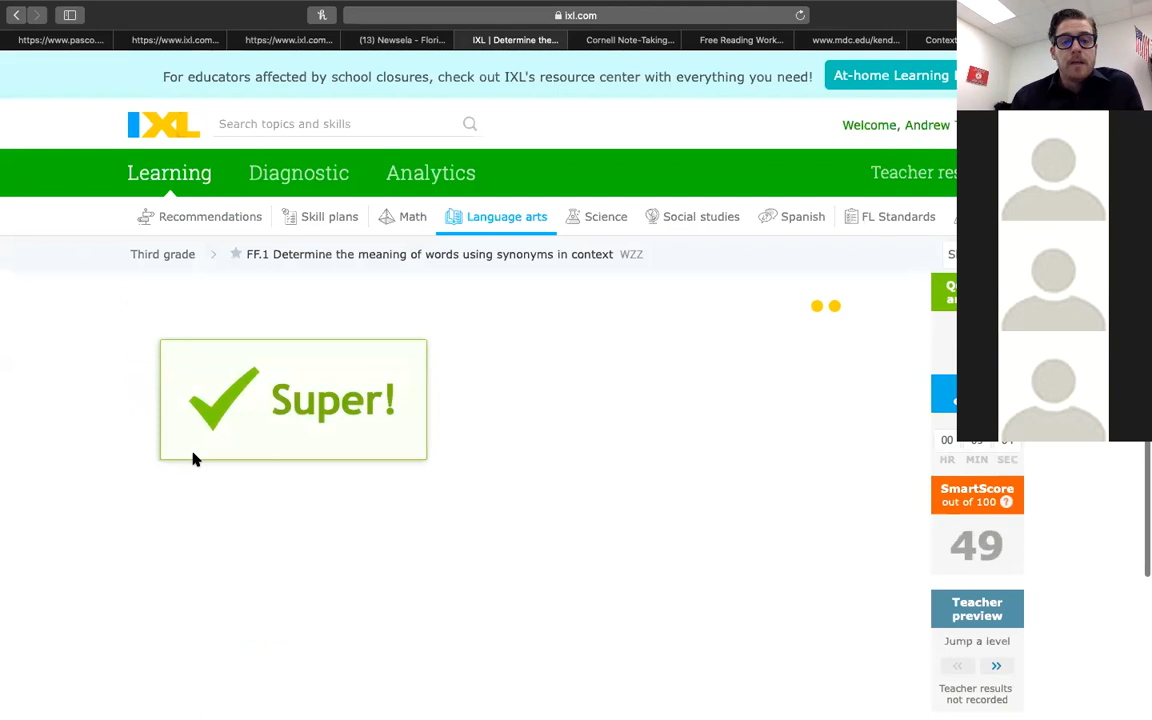 ixl.com
https://www.pasco....
https://www.ixl.com...
https://www.ixl.com...
(13) Newsela - Flori...
IXL | Determine the...
Cornell Note-Taking...
Free Reading Work...
www.mdc.edu/kend...
Context
For educators affected by school closures, check out IXL's resource center with everything you need!
At-home Learning
IXL
Search topics and skills
Welcome, Andrew
Learning
Diagnostic
Analytics
Teacher res
Recommendations
Skill plans
Math
Language arts
Science
Social studies
Spanish
FL Standards
Third grade
FF.1 Determine the meaning of words using synonyms in context WZZ
Super!
00
HR MIN SEC
SmartScore
out of 100 ?
49
Teacher
preview
Jump a level
Teacher results
not recorded